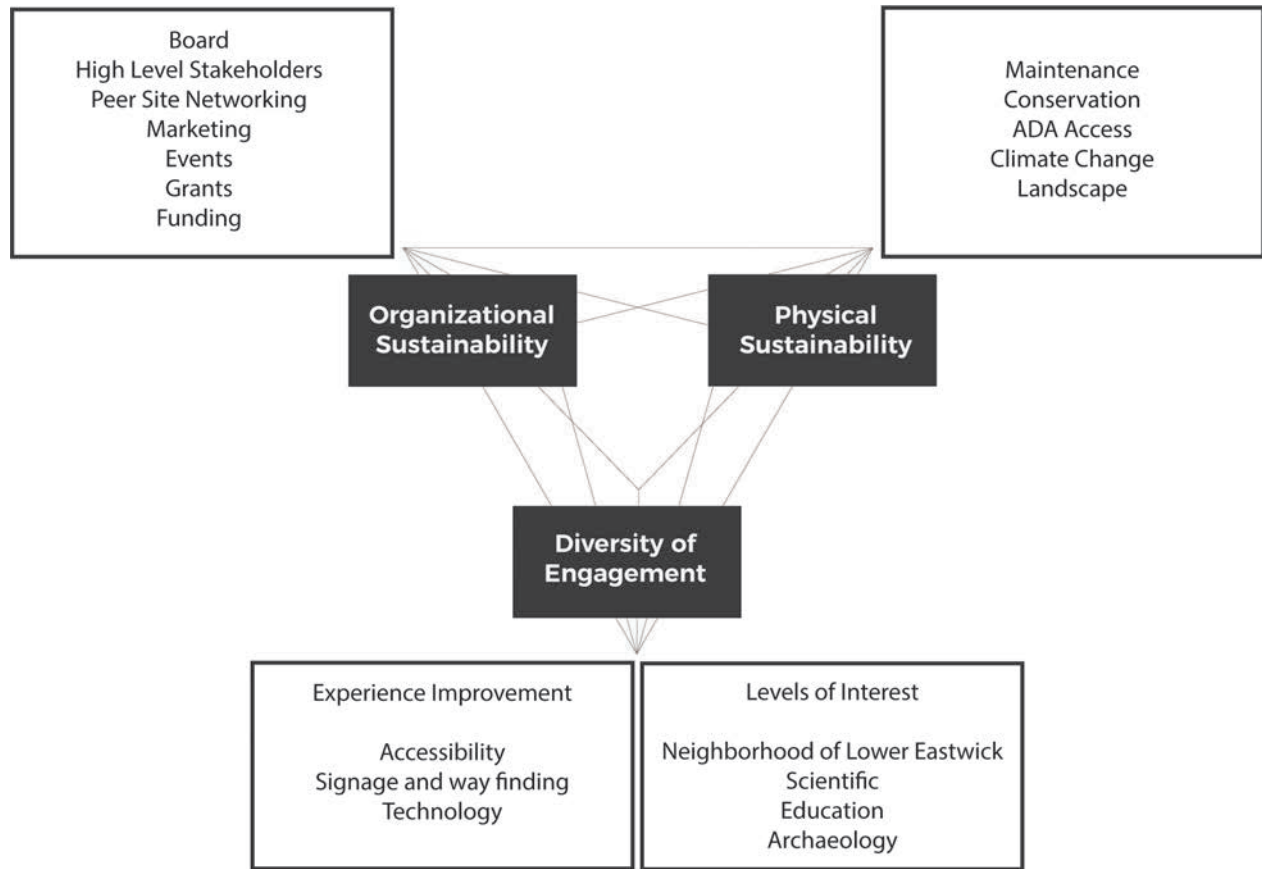 Board
High Level Stakeholders
Peer Site Networking
Marketing
Events
Grants
Funding
Maintenance
Conservation
ADA Access
Climate Change
Landscape
Organizational
Sustainability
Physical
Sustainability
Diversity of
Engagement
Experience Improvement
Accessibility
Signage and way finding
Technology
Levels of Interest
Neighborhood of Lower Eastwick
Scientific
Education
Archaeology